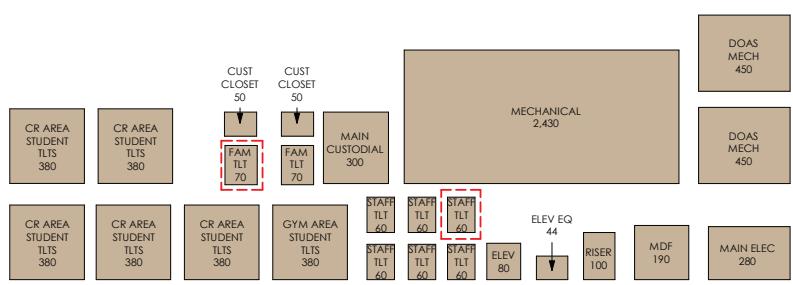 DOAS
MECH
450
CUST
CLOSET
50
CUST
CLOSET
50
MECHANICAL
2,430
CR AREA
STUDENT
TLTS
380
CR AREA
STUDENT
TLTS
380
FAM
TLT
70
FAM
TLT
70
MAIN
CUSTODIAL
300
DOAS
MECH
450
CR AREA
STUDENT
TLTS
380
CR AREA
STUDENT
TLTS
380
CR AREA
STUDENT
TLTS
380
GYM AREA
STUDENT
TLTS
380
STAFF
TLT
60
STAFF
TLT
60
STAFF
TLT
60
STAFF
TLT
60
STAFF
TLT
60
STAFF
TLT
60
ELEV
80
ELEV EQ
44
RISER
100
MDF
190
MAIN ELEC
280